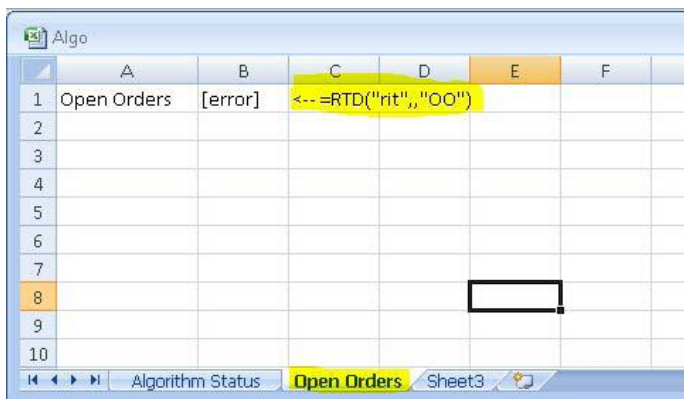 Algo
A B C D E F
1 Open Orders [error] <-- =RTD("rit",,"OO")
2
3
4
5
6
7
8
9
10
Algorithm Status Open Orders Sheet3